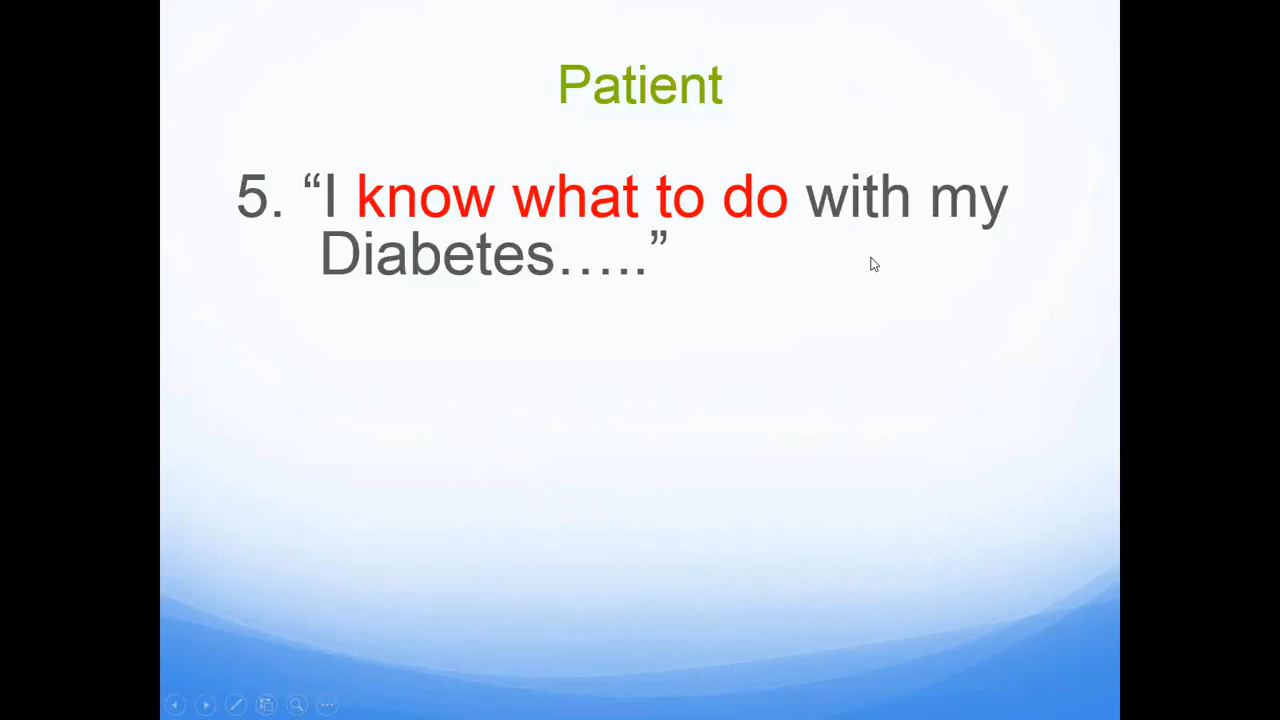 Patient
5. “I know what to do with my
Diabetes…..”